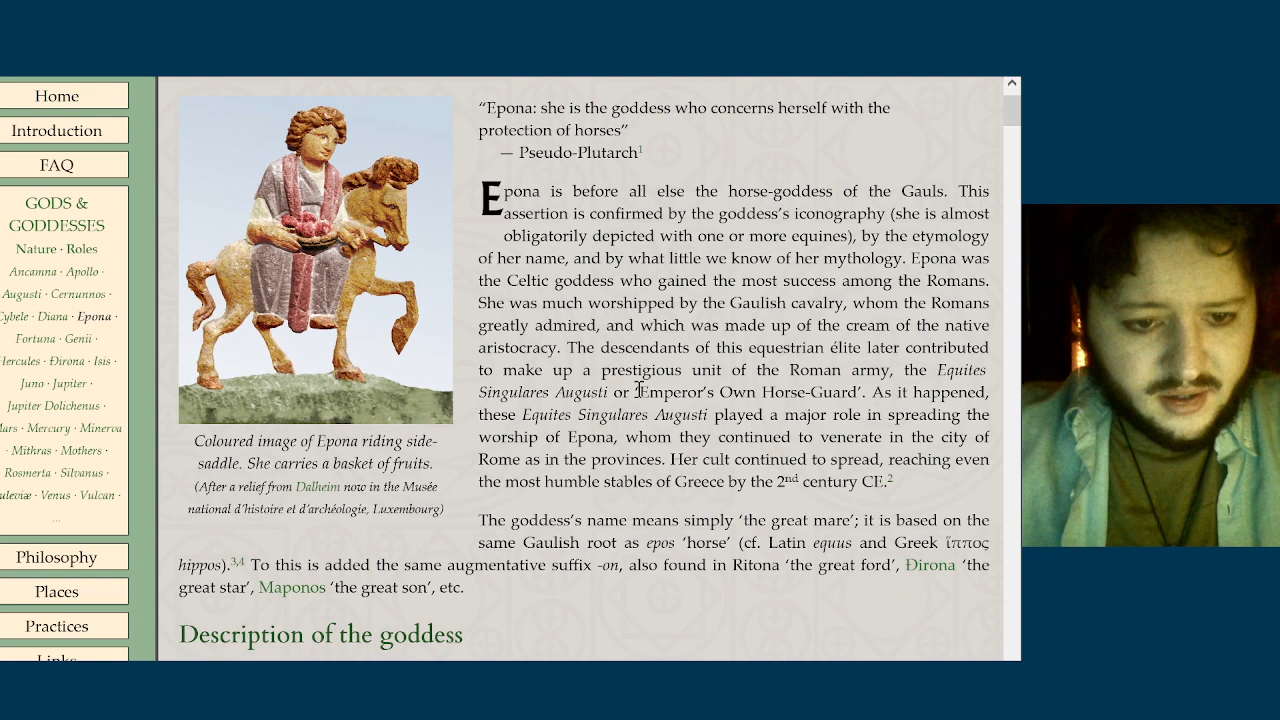 Home
Introduction
FAQ
GODS &
GODDESSES
Nature · Roles
Ancamna · Apollo ·
Augusti · Cernunnos ·
Cybele · Diana · Epona ·
Fortuna · Genii ·
Hercules · Đirona · Isis ·
Juno · Jupiter ·
Jupiter Dolichenus ·
Mars · Mercury · Minerva
· Mithras · Mothers ·
Rosmerta · Silvanus ·
· Venus · Vulcan ·
...
Philosophy
Places
Practices
Links
Coloured image of Epona riding side-
saddle. She carries a basket of fruits.
(After a relief from Dalheim now in the Musée
national d'histoire et d'archéologie, Luxembourg)
“Epona: she is the goddess who concerns herself with the
protection of horses”
— Pseudo-Plutarch1
Epona is before all else the horse-goddess of the Gauls. This
assertion is confirmed by the goddess's iconography (she is almost
obligatorily depicted with one or more equines), by the etymology
of her name, and by what little we know of her mythology. Epona was
the Celtic goddess who gained the most success among the Romans.
She was much worshipped by the Gaulish cavalry, whom the Romans
greatly admired, and which was made up of the cream of the native
aristocracy. The descendants of this equestrian élite later contributed
to make up a prestigious unit of the Roman army, the Equites
Singulares Augusti or 'Emperor's Own Horse-Guard'. As it happened,
these Equites Singulares Augusti played a major role in spreading the
worship of Epona, whom they continued to venerate in the city of
Rome as in the provinces. Her cult continued to spread, reaching even
the most humble stables of Greece by the 2nd century CE.2
The goddess's name means simply 'the great mare'; it is based on the
same Gaulish root as epos 'horse' (cf. Latin equus and Greek ἵππος
hippos).3,4 To this is added the same augmentative suffix -on, also found in Ritona 'the great ford', Đirona 'the
great star', Maponos 'the great son', etc.
Description of the goddess